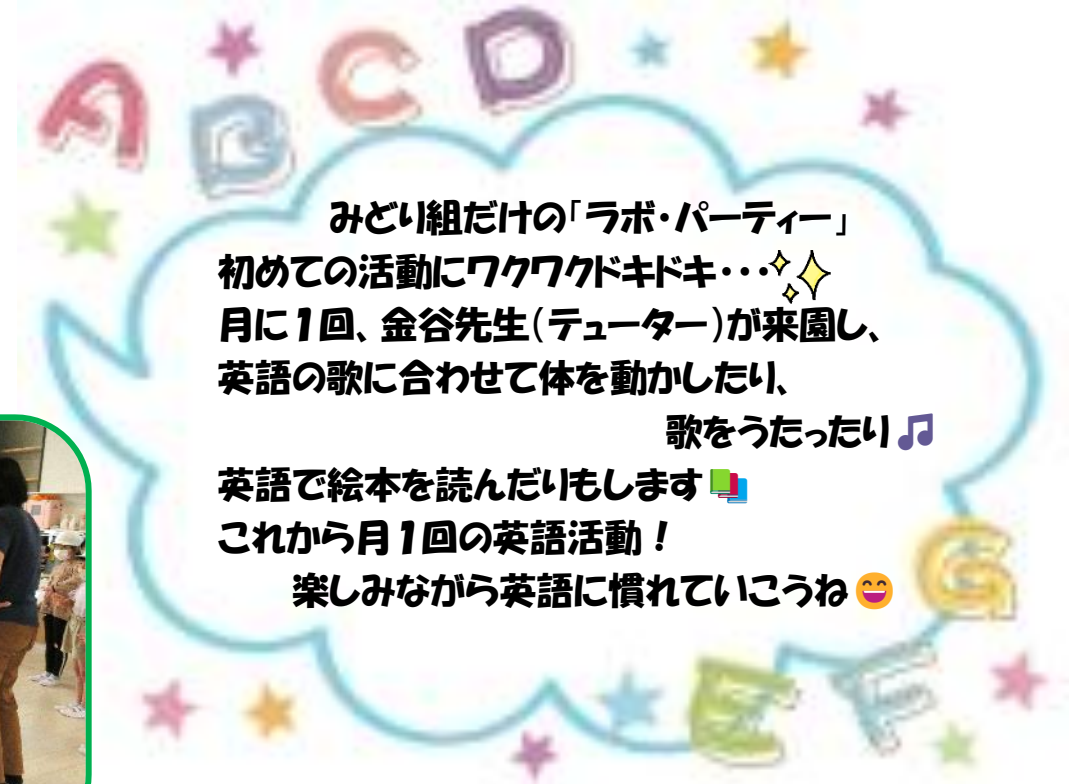 A B C D
みどり組だけの「ラボ・パーティー」
初めての活動にワクワクドキドキ・・・✨
月に1回、金谷先生(テューター)が来園し、
英語の歌に合わせて体を動かしたり、
歌をうたったり🎵
英語で絵本を読んだりもします📚
これから月1回の英語活動!
楽しみながら英語に慣れていこうね😄
G
E F